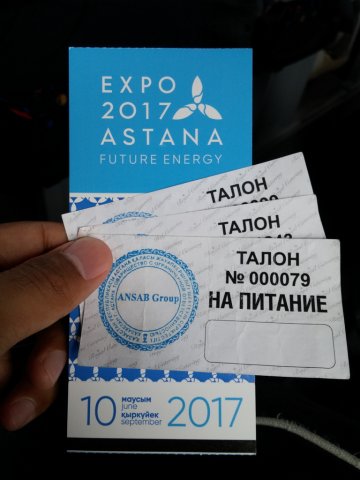 EXPO
2017
ASTANA
FUTURE ENERGY
ТАЛОН
ТАЛОН
ТАЛОН
№ 000079
НА ПИТАНИЕ
ANSAB Group
10 маусым
june
қыркүйек
september
2017